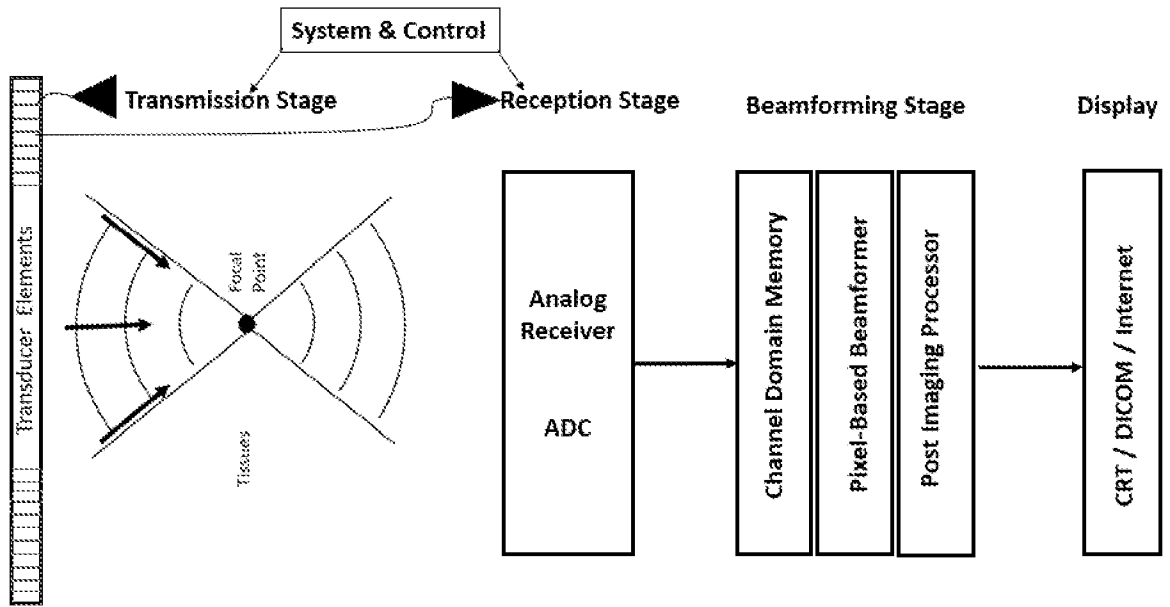 System & Control
Transmission Stage
Reception Stage
Beamforming Stage
Display
Transducer Elements
Focal
Point
Tissues
Analog
Receiver
ADC
Channel Domain Memory
Pixel-Based Beamformer
Post Imaging Processor
CRT / DICOM / Internet